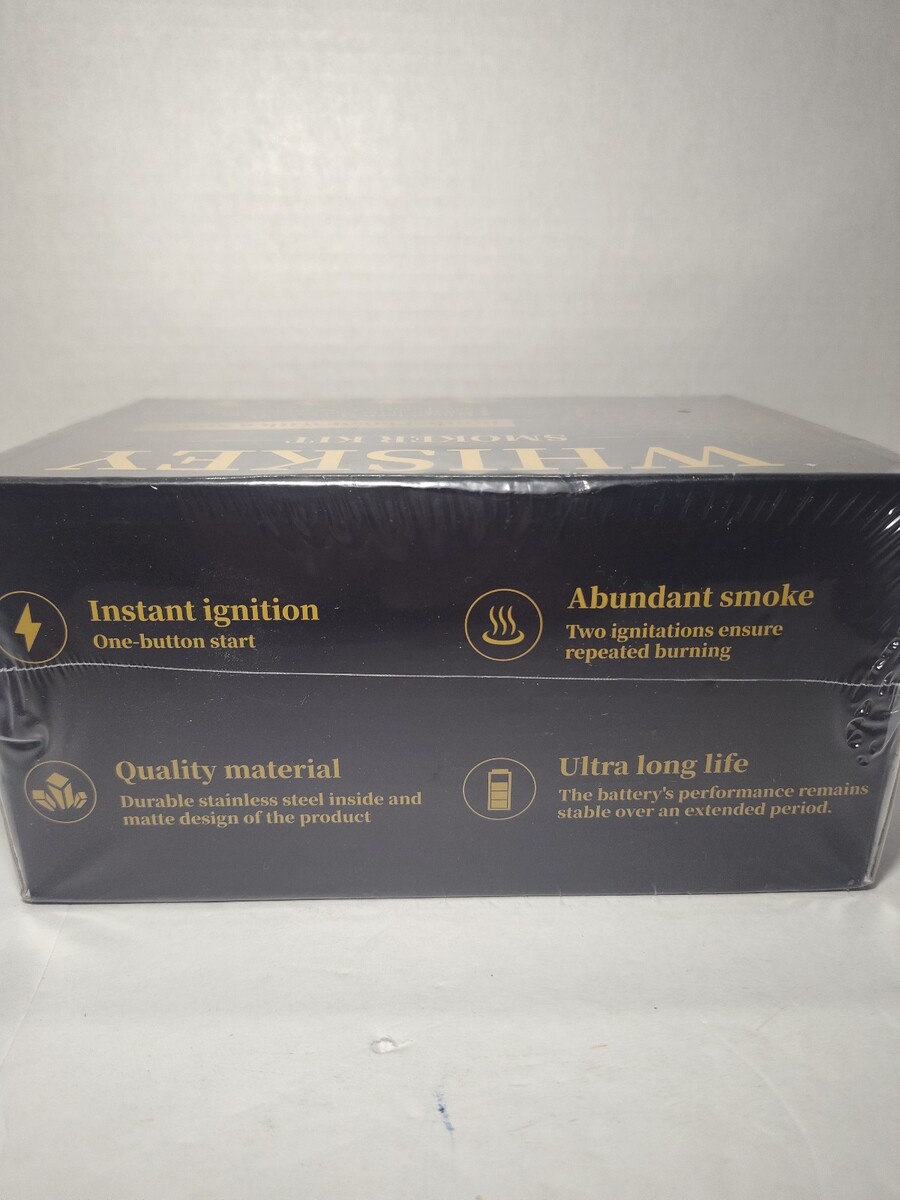 SMOKER KIT
WHISKEY
Instant ignition
One-button start
Abundant smoke
Two ignitations ensure
repeated burning
Quality material
Durable stainless steel inside and
matte design of the product
Ultra long life
The battery's performance remains
stable over an extended period.